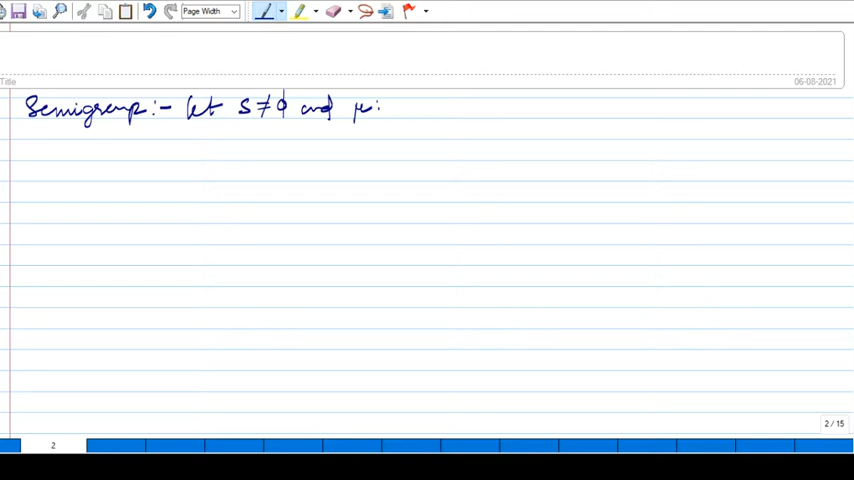 Page Width
Title
06-08-2021
Semigroup:- let S≠ϕ and μ:
2 / 15
2